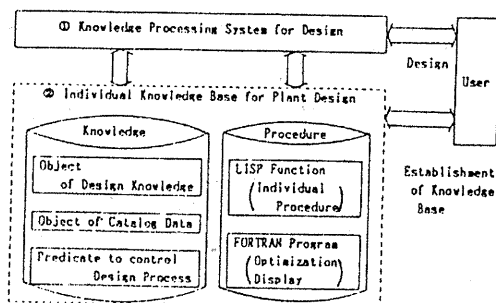 ① Knowledge Processing System for Design
Design
User
② Individual Knowledge Base for Plant Design
Knowledge
Procedure
Object
of Design Knowledge
Object of Catalog Data
Predicate to control
Design Process
LISP Function
(Individual
Procedure)
FORTRAN Program
(Optimization
Display)
Establishment
of Knowledge
Base